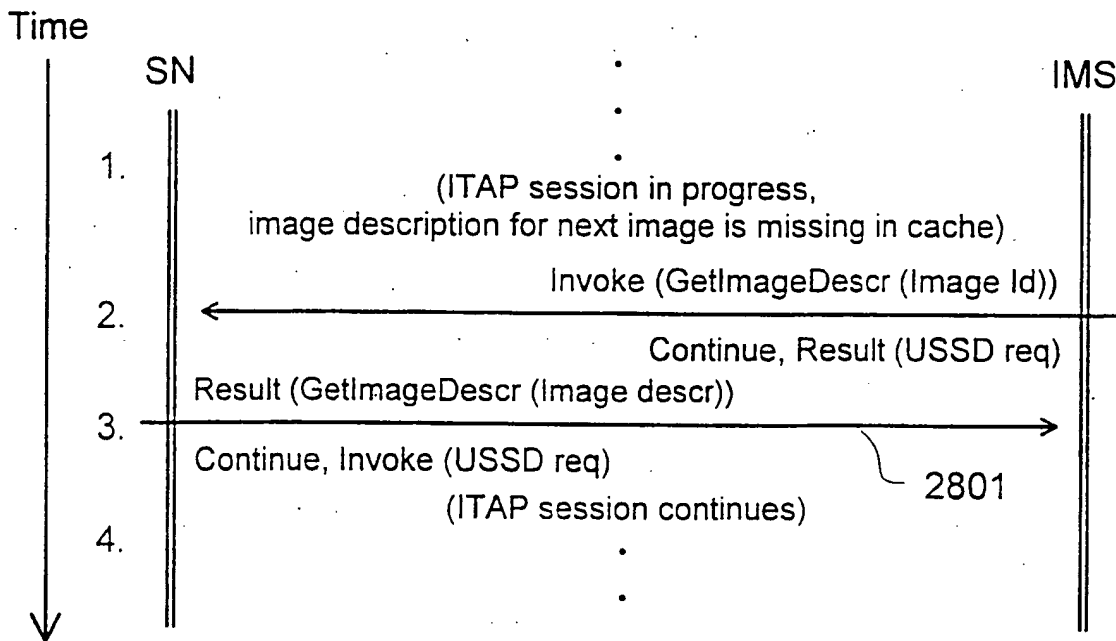 Time
SN
IMS
1.
(ITAP session in progress,
image description for next image is missing in cache)
Invoke (GetImageDescr (Image Id))
2.
Continue, Result (USSD req)
Result (GetImageDescr (Image descr))
3.
Continue, Invoke (USSD req)
2801
(ITAP session continues)
4.